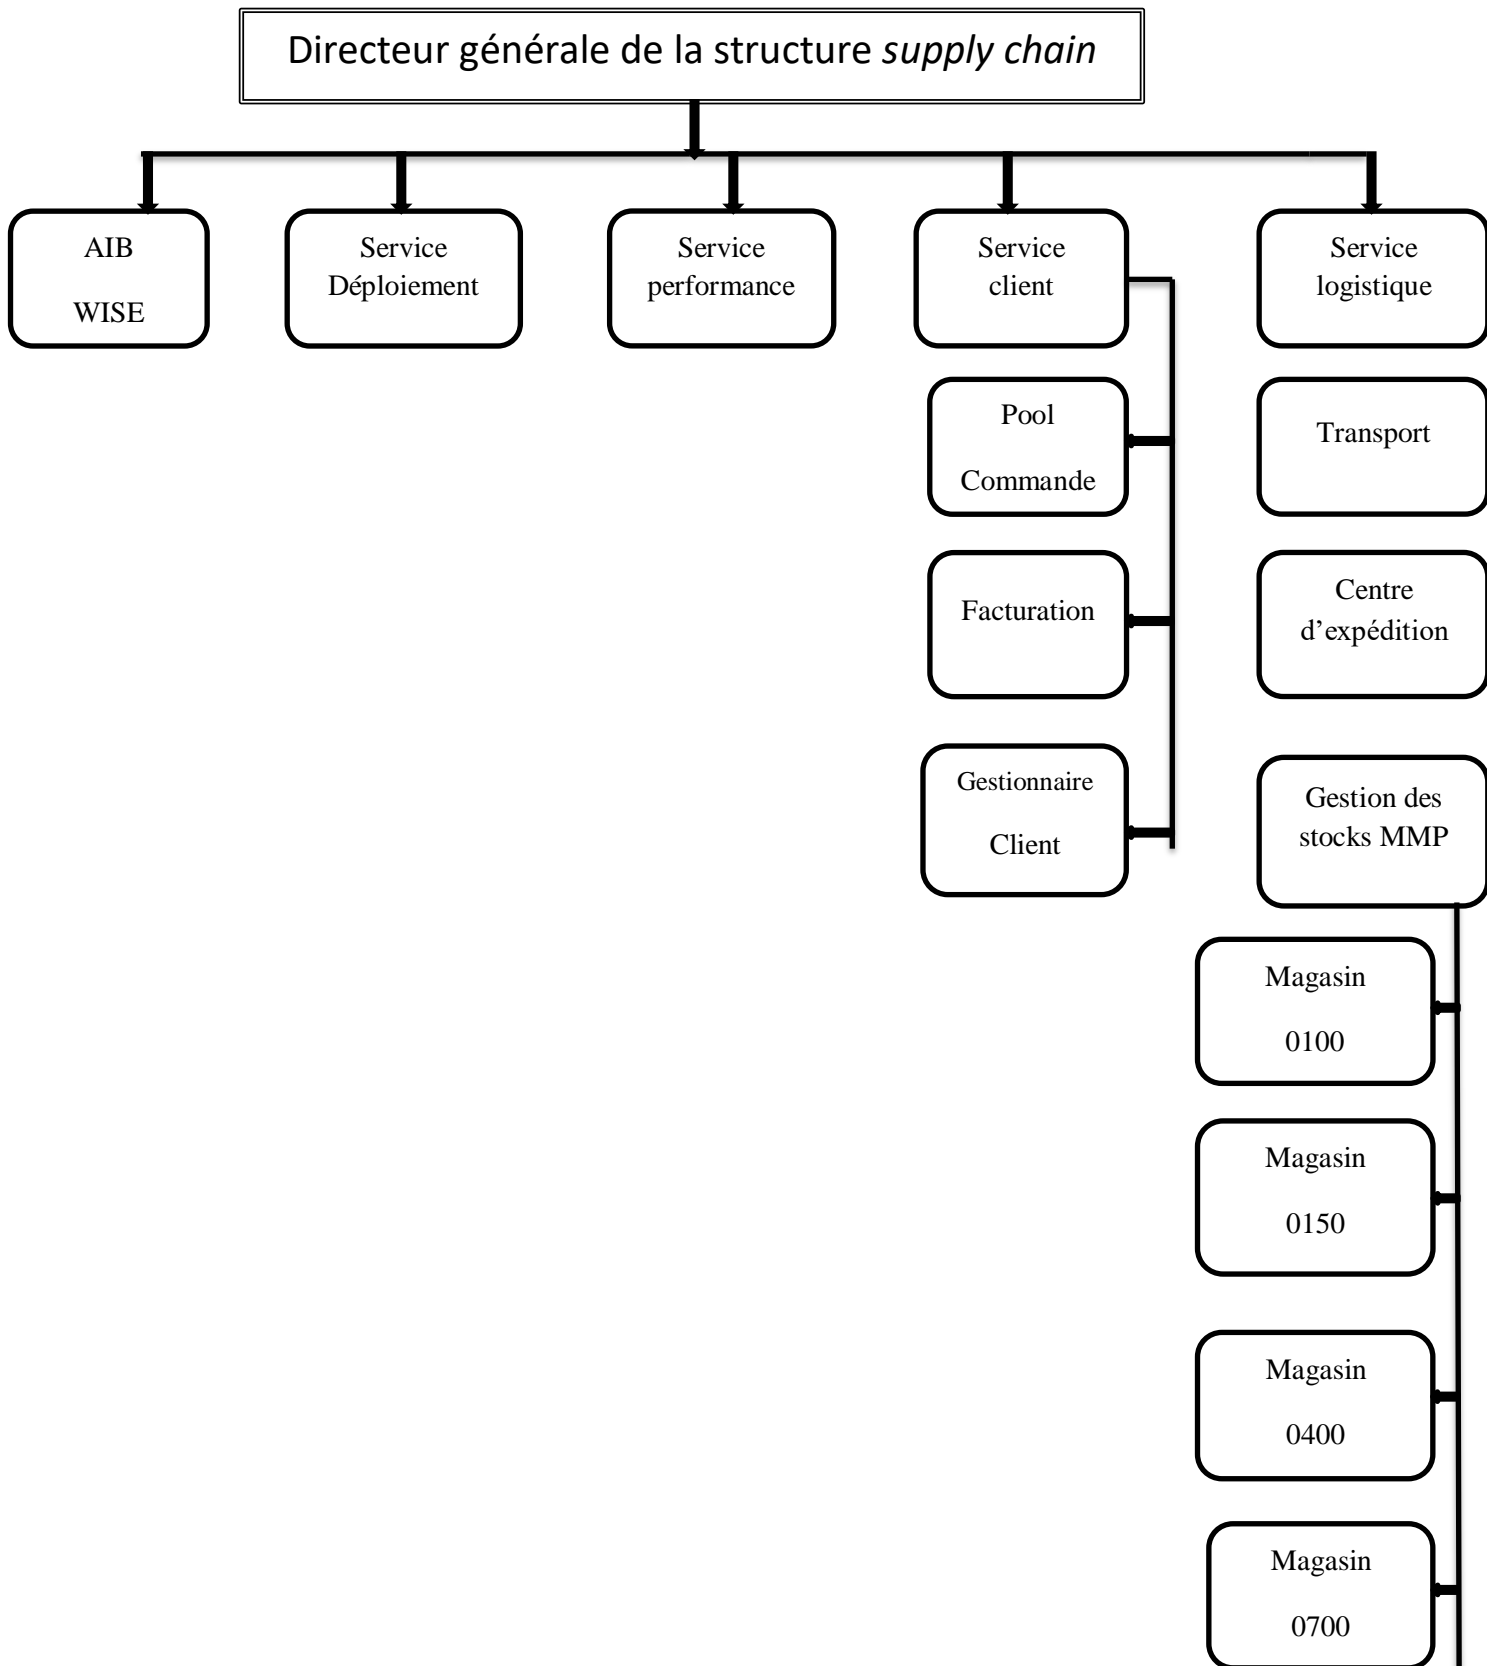 Directeur générale de la structure supply chain
AIB
WISE
Service
Déploiement
Service
performance
Service
client
Service
logistique
Pool
Commande
Transport
Facturation
Centre
d’expédition
Gestionnaire
Client
Gestion des
stocks MMP
Magasin
0100
Magasin
0150
Magasin
0400
Magasin
0700